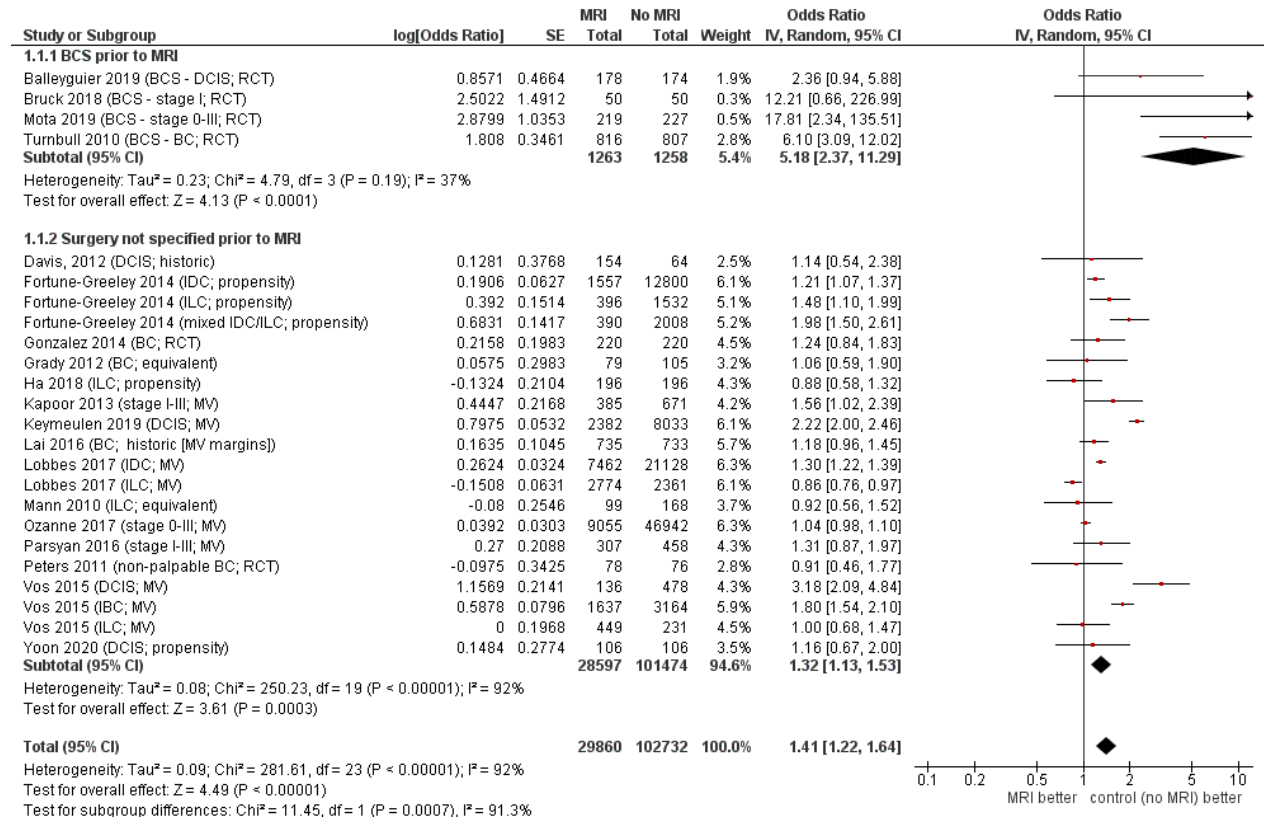 MRI No MRI Odds Ratio Odds Ratio
Study or Subgroup log[Odds Ratio] SE Total Total Weight IV, Random, 95% CI IV, Random, 95% CI
1.1.1 BCS prior to MRI
Balleyguier 2019 (BCS - DCIS; RCT) 0.8571 0.4664 178 174 1.9% 2.36 [0.94, 5.88]
Bruck 2018 (BCS - stage I; RCT) 2.5022 1.4912 50 50 0.3% 12.21 [0.66, 226.99]
Mota 2019 (BCS - stage 0-III; RCT) 2.8799 1.0353 219 227 0.5% 17.81 [2.34, 135.51]
Turnbull 2010 (BCS - BC; RCT) 1.808 0.3461 816 807 2.8% 6.10 [3.09, 12.02]
Subtotal (95% CI) 1263 1258 5.4% 5.18 [2.37, 11.29]
Heterogeneity: Tau² = 0.23; Chi² = 4.79, df = 3 (P = 0.19); I² = 37%
Test for overall effect: Z = 4.13 (P < 0.0001)
1.1.2 Surgery not specified prior to MRI
Davis, 2012 (DCIS; historic) 0.1281 0.3768 154 64 2.5% 1.14 [0.54, 2.38]
Fortune-Greeley 2014 (IDC; propensity) 0.1906 0.0627 1557 12800 6.1% 1.21 [1.07, 1.37]
Fortune-Greeley 2014 (ILC; propensity) 0.392 0.1514 396 1532 5.1% 1.48 [1.10, 1.99]
Fortune-Greeley 2014 (mixed IDC/ILC; propensity) 0.6831 0.1417 390 2008 5.2% 1.98 [1.50, 2.61]
Gonzalez 2014 (BC; RCT) 0.2158 0.1983 220 220 4.5% 1.24 [0.84, 1.83]
Grady 2012 (BC; equivalent) 0.0575 0.2983 79 105 3.2% 1.06 [0.59, 1.90]
Ha 2018 (ILC; propensity) -0.1324 0.2104 196 196 4.3% 0.88 [0.58, 1.32]
Kapoor 2013 (stage I-III; MV) 0.4447 0.2168 385 671 4.2% 1.56 [1.02, 2.39]
Keymeulen 2019 (DCIS; MV) 0.7975 0.0532 2382 8033 6.1% 2.22 [2.00, 2.46]
Lai 2016 (BC; historic [MV margins]) 0.1635 0.1045 735 733 5.7% 1.18 [0.96, 1.45]
Lobbes 2017 (IDC; MV) 0.2624 0.0324 7462 21128 6.3% 1.30 [1.22, 1.39]
Lobbes 2017 (ILC; MV) -0.1508 0.0631 2774 2361 6.1% 0.86 [0.76, 0.97]
Mann 2010 (ILC; equivalent) -0.08 0.2546 99 168 3.7% 0.92 [0.56, 1.52]
Ozanne 2017 (stage 0-III; MV) 0.0392 0.0303 9055 46942 6.3% 1.04 [0.98, 1.10]
Parsyan 2016 (stage I-III; MV) 0.27 0.2088 307 458 4.3% 1.31 [0.87, 1.97]
Peters 2011 (non-palpable BC; RCT) -0.0975 0.3425 78 76 2.8% 0.91 [0.46, 1.77]
Vos 2015 (DCIS; MV) 1.1569 0.2141 136 478 4.3% 3.18 [2.09, 4.84]
Vos 2015 (IBC; MV) 0.5878 0.0796 1637 3164 5.9% 1.80 [1.54, 2.10]
Vos 2015 (ILC; MV) 0 0.1968 449 231 4.5% 1.00 [0.68, 1.47]
Yoon 2020 (DCIS; propensity) 0.1484 0.2774 106 106 3.5% 1.16 [0.67, 2.00]
Subtotal (95% CI) 28597 101474 94.6% 1.32 [1.13, 1.53]
Heterogeneity: Tau² = 0.08; Chi² = 250.23, df = 19 (P < 0.00001); I² = 92%
Test for overall effect: Z = 3.61 (P = 0.0003)
Total (95% CI) 29860 102732 100.0% 1.41 [1.22, 1.64]
Heterogeneity: Tau² = 0.09; Chi² = 281.61, df = 23 (P < 0.00001); I² = 92%
Test for overall effect: Z = 4.49 (P < 0.00001)
Test for subgroup differences: Chi² = 11.45, df = 1 (P = 0.0007), I² = 91.3%
0.1 0.2 0.5 1 2 5 10
MRI better control (no MRI) better